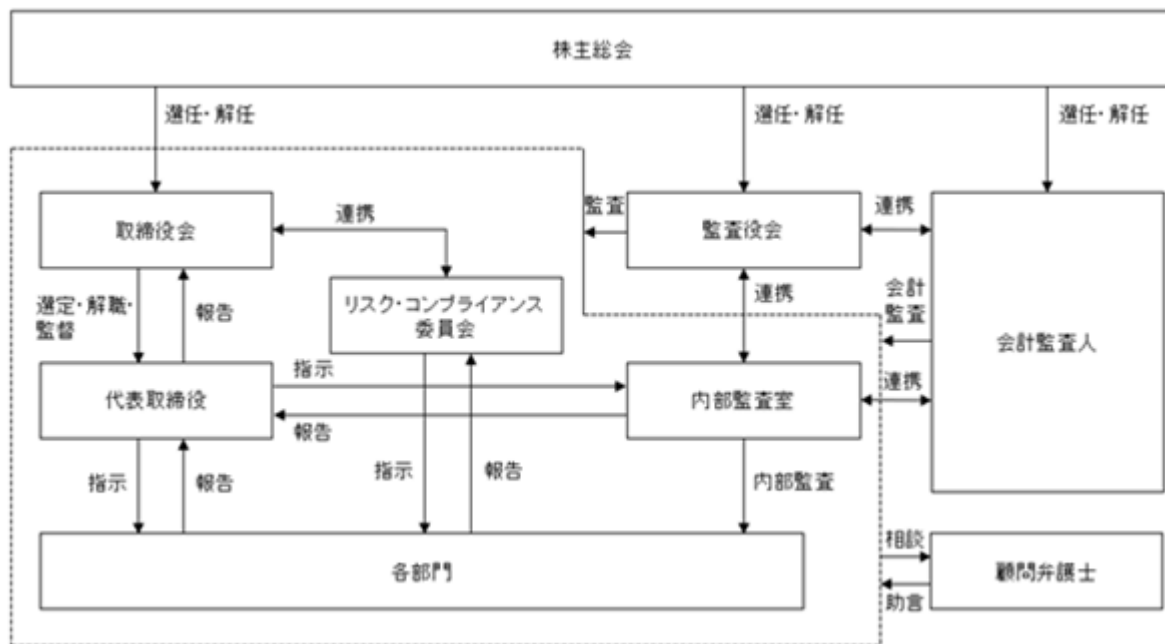 株主総会
選任・解任
選任・解任
選任・解任
取締役会
連携
監査
監査役会
連携
選定・解職・
監督
報告
リスク・コンプライアンス
委員会
連携
会計
監査
会計監査人
代表取締役
指示
報告
内部監査室
連携
指示
報告
指示
報告
内部監査
各部門
相談
助言
顧問弁護士